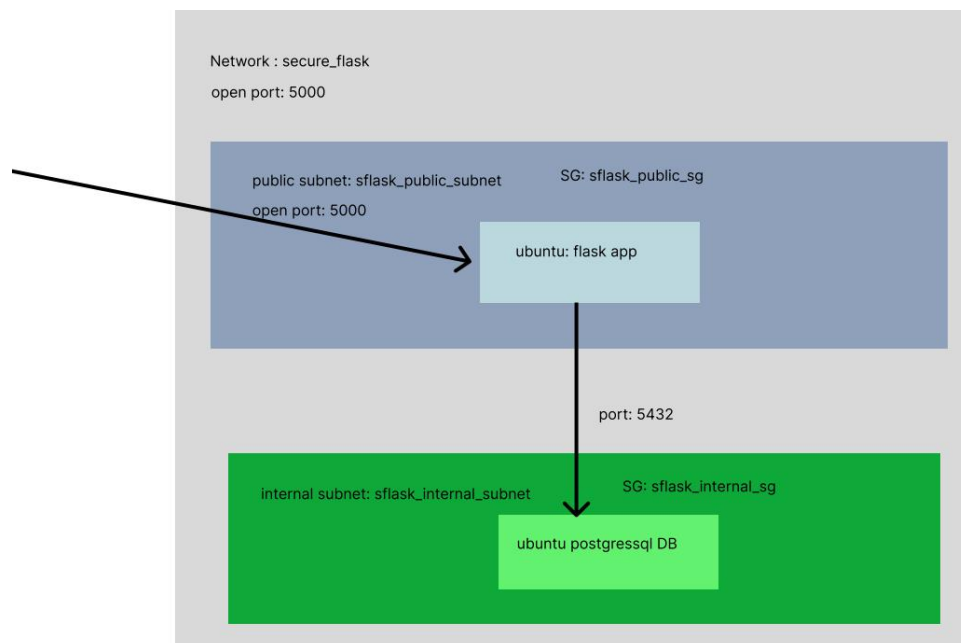 Network : secure_flask
open port: 5000
public subnet: sflask_public_subnet
SG: sflask_public_sg
open port: 5000
ubuntu: flask app
port: 5432
internal subnet: sflask_internal_subnet
SG: sflask_internal_sg
ubuntu postgressql DB